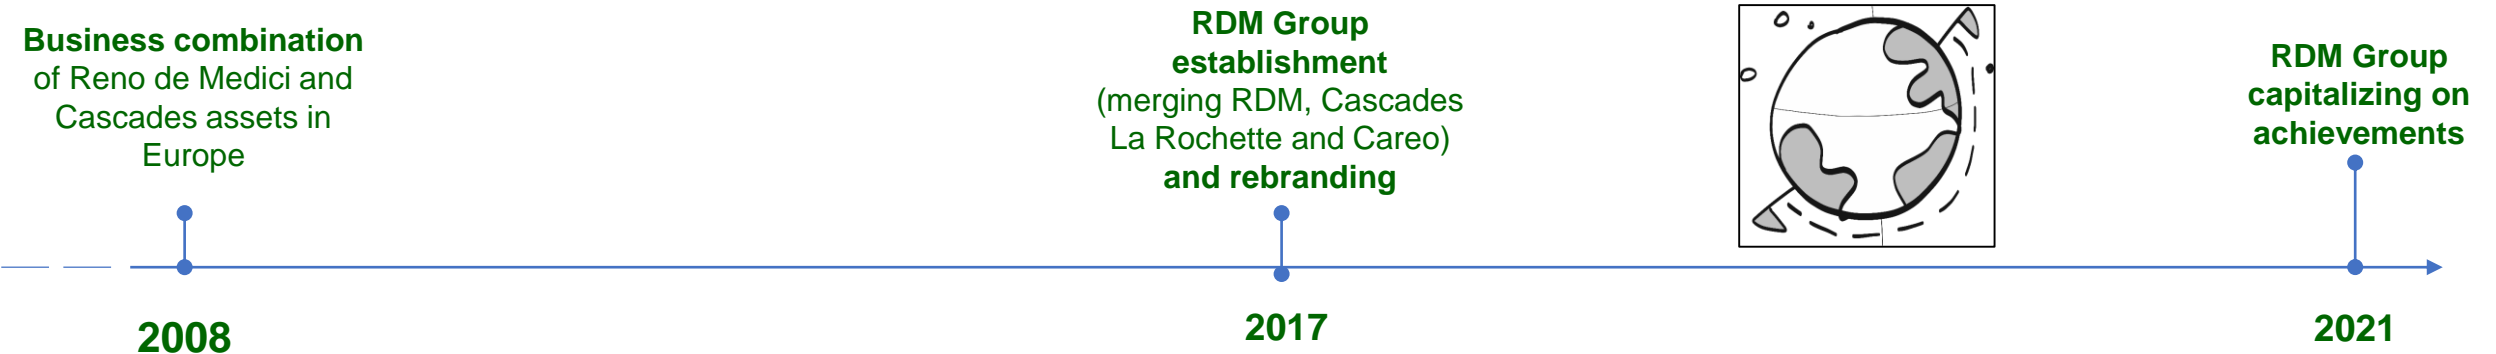 Business combination
of Reno de Medici and
Cascades assets in
Europe
2008
RDM Group
establishment
(merging RDM, Cascades
La Rochette and Careo)
and rebranding
2017
RDM Group
capitalizing on
achievements
2021